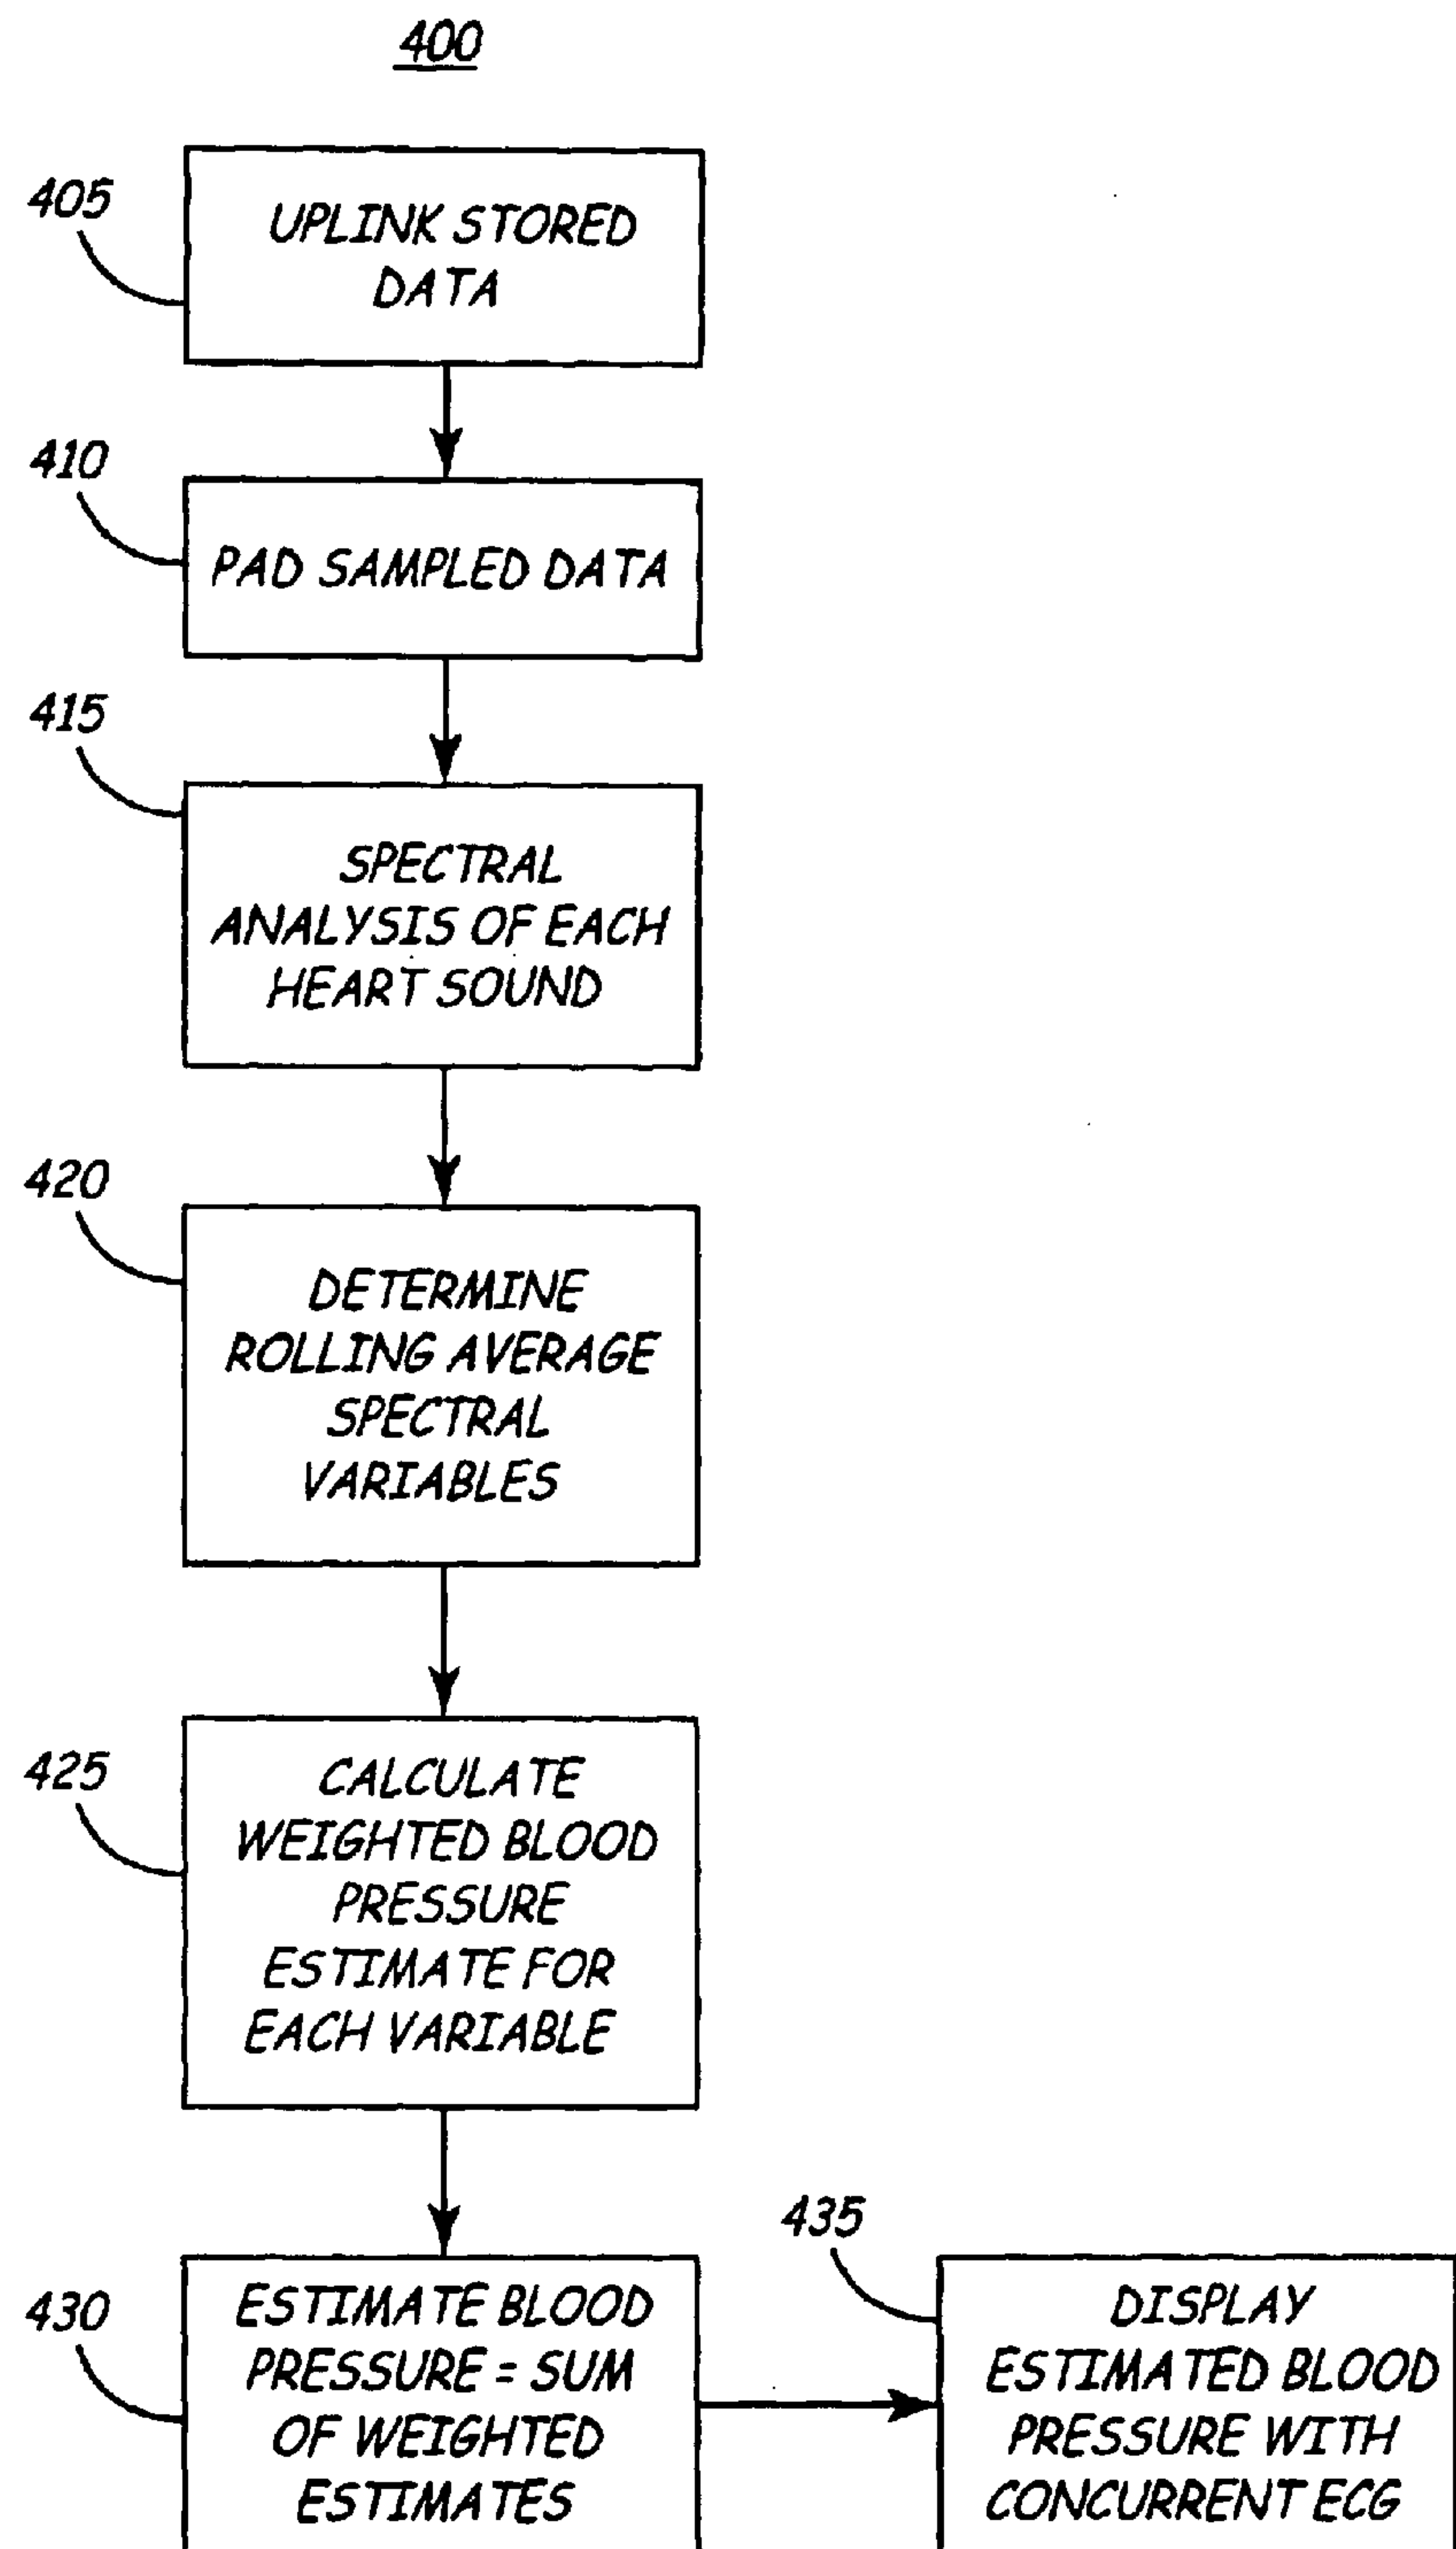 400
405
UPLINK STORED
DATA
410
PAD SAMPLED DATA
415
SPECTRAL
ANALYSIS OF EACH
HEART SOUND
420
DETERMINE
ROLLING AVERAGE
SPECTRAL
VARIABLES
425
CALCULATE
WEIGHTED BLOOD
PRESSURE
ESTIMATE FOR
EACH VARIABLE
430
ESTIMATE BLOOD
PRESSURE = SUM
OF WEIGHTED
ESTIMATES
435
DISPLAY
ESTIMATED BLOOD
PRESSURE WITH
CONCURRENT ECG